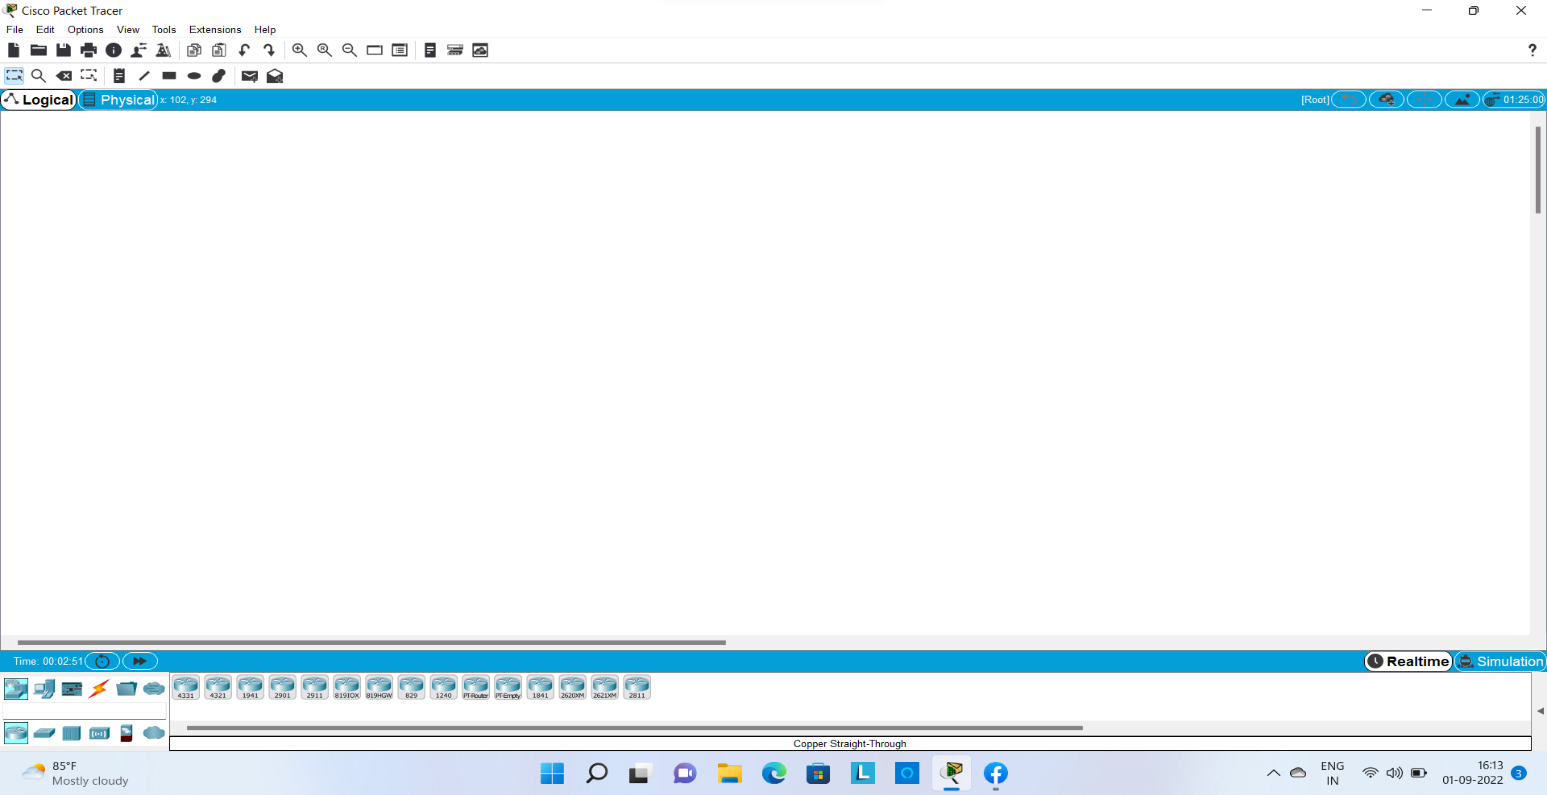 Cisco Packet Tracer
File Edit Options View Tools Extensions Help
?
Logical Physical x: 102, y: 294 [Root] 01:25:00
Time: 00:02:51 Realtime Simulation
4331 4321 1941 2901 2911 819IOX 819HGW 829 1240 PT-Router PT-Empty 1841 2620XM 2621XM 2811
Copper Straight-Through
85°F
Mostly cloudy
L
ENG
IN
16:13
01-09-2022
3